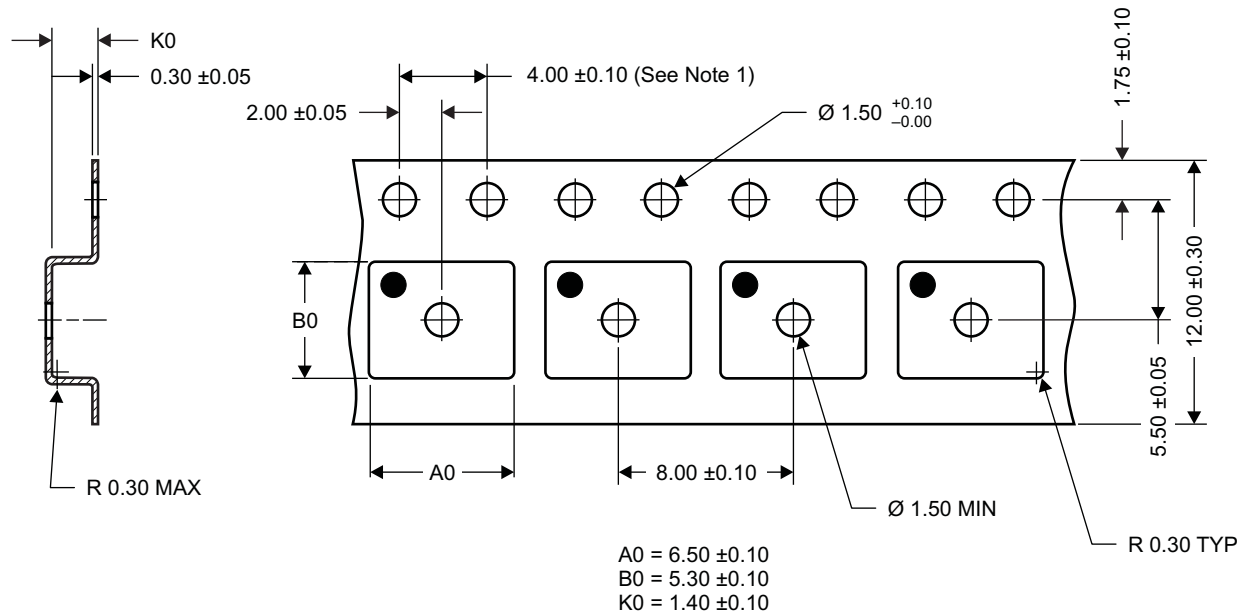 K0
0.30 ±0.05
4.00 ±0.10 (See Note 1)
2.00 ±0.05
Ø 1.50 +0.10
–0.00
1.75 ±0.10
B0
12.00 ±0.30
5.50 ±0.05
A0
8.00 ±0.10
R 0.30 MAX
Ø 1.50 MIN
R 0.30 TYP
A0 = 6.50 ±0.10
B0 = 5.30 ±0.10
K0 = 1.40 ±0.10